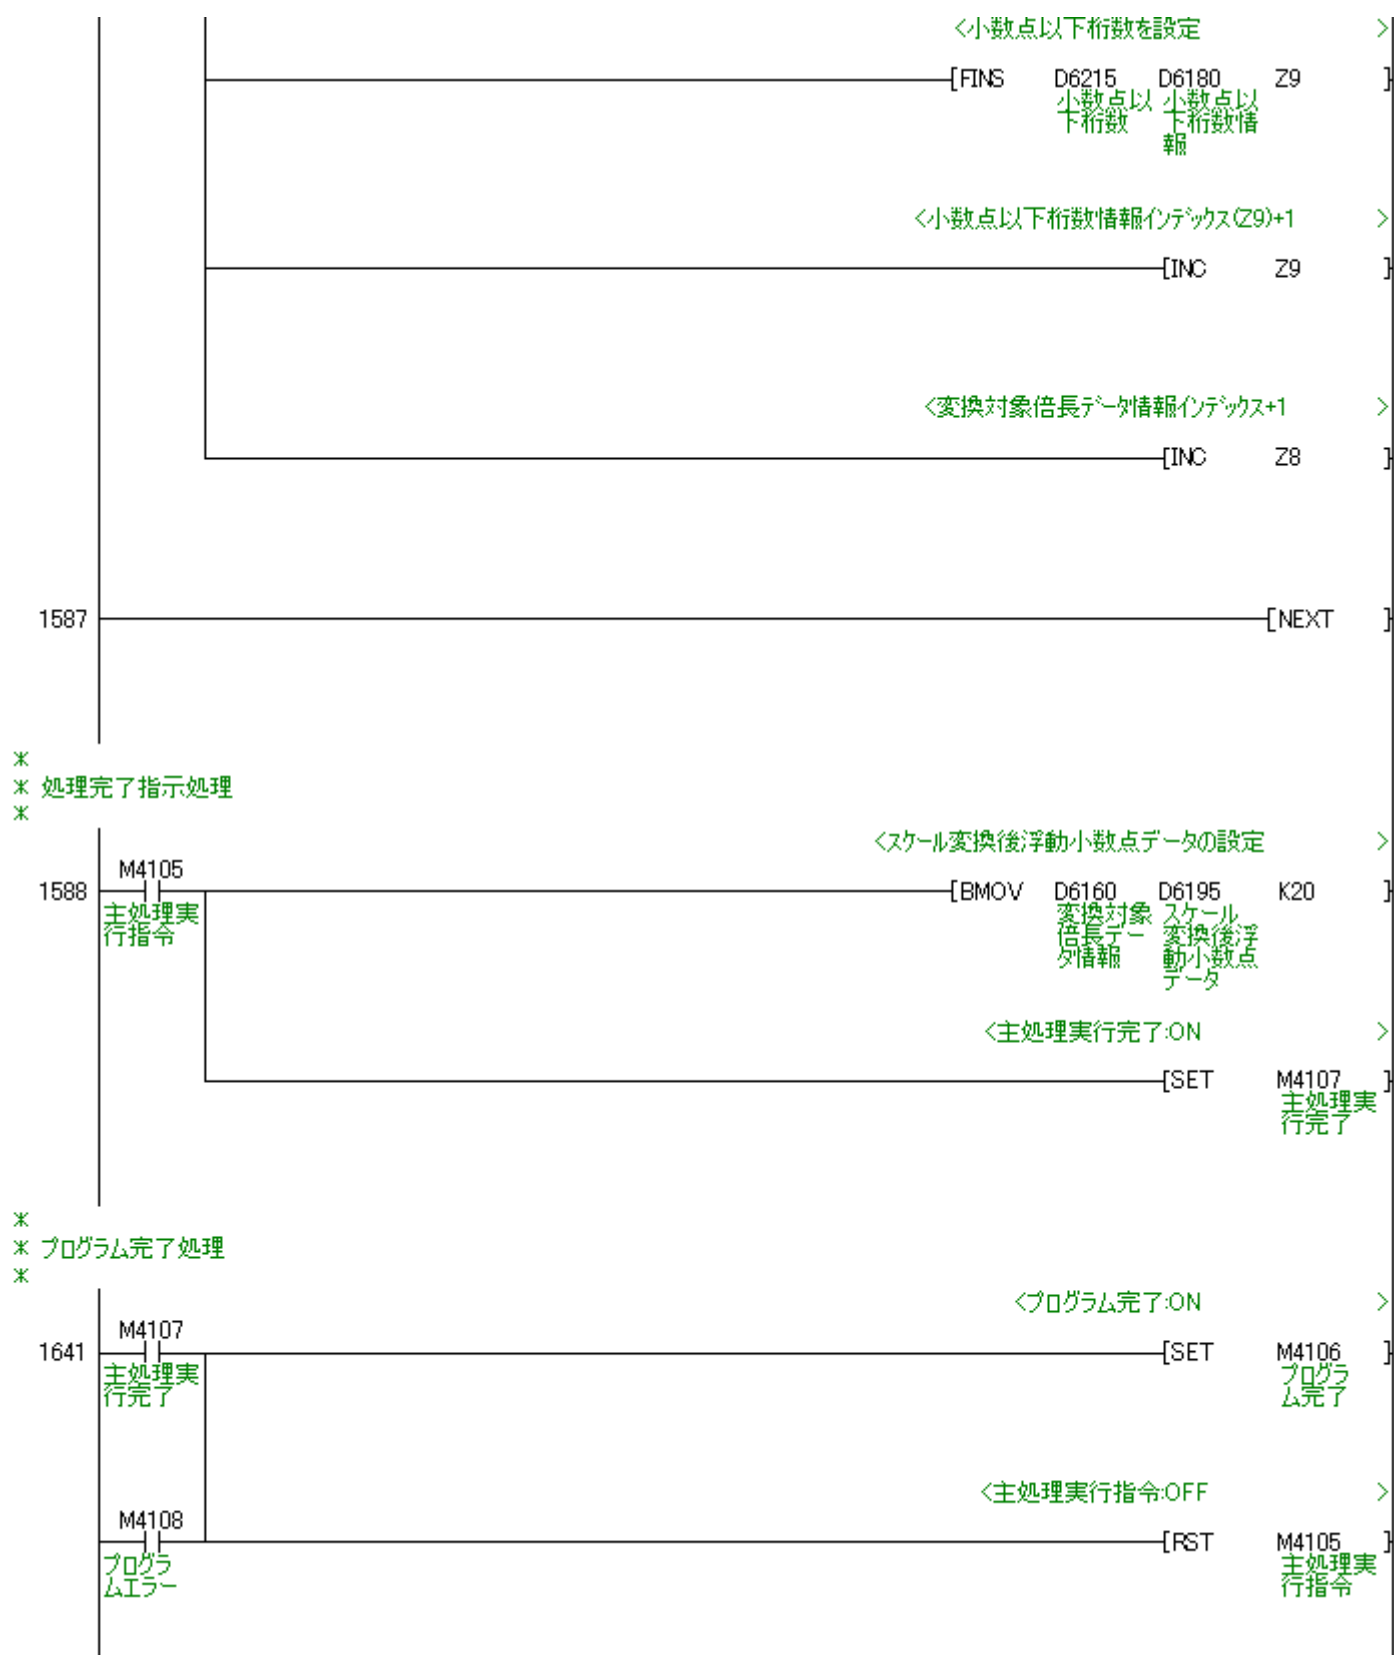 <小数点以下桁数を設定 >
[FINS D6215 D6180 Z9 ]
小数点以 小数点以
下桁数 下桁数情
報
<小数点以下桁数情報インデックス(Z9)+1 >
[INC Z9 ]
<変換対象倍長データ情報インデックス+1 >
[INC Z8 ]
1587 [NEXT ]
*
* 処理完了指示処理
*
<スケール変換後浮動小数点データの設定 >
M4105
1588 [BMOV D6160 D6195 K20 ]
主処理実 変換対象 スケール
行指令 倍長デー 変換後浮
タ情報 動小数点
データ
<主処理実行完了:ON >
[SET M4107 ]
主処理実
行完了
*
* プログラム完了処理
*
<プログラム完了:ON >
M4107
1641 [SET M4106 ]
主処理実 プログラ
行完了 ム完了
<主処理実行指令:OFF >
M4108
[RST M4105 ]
プログラ 主処理実
ムエラー 行指令